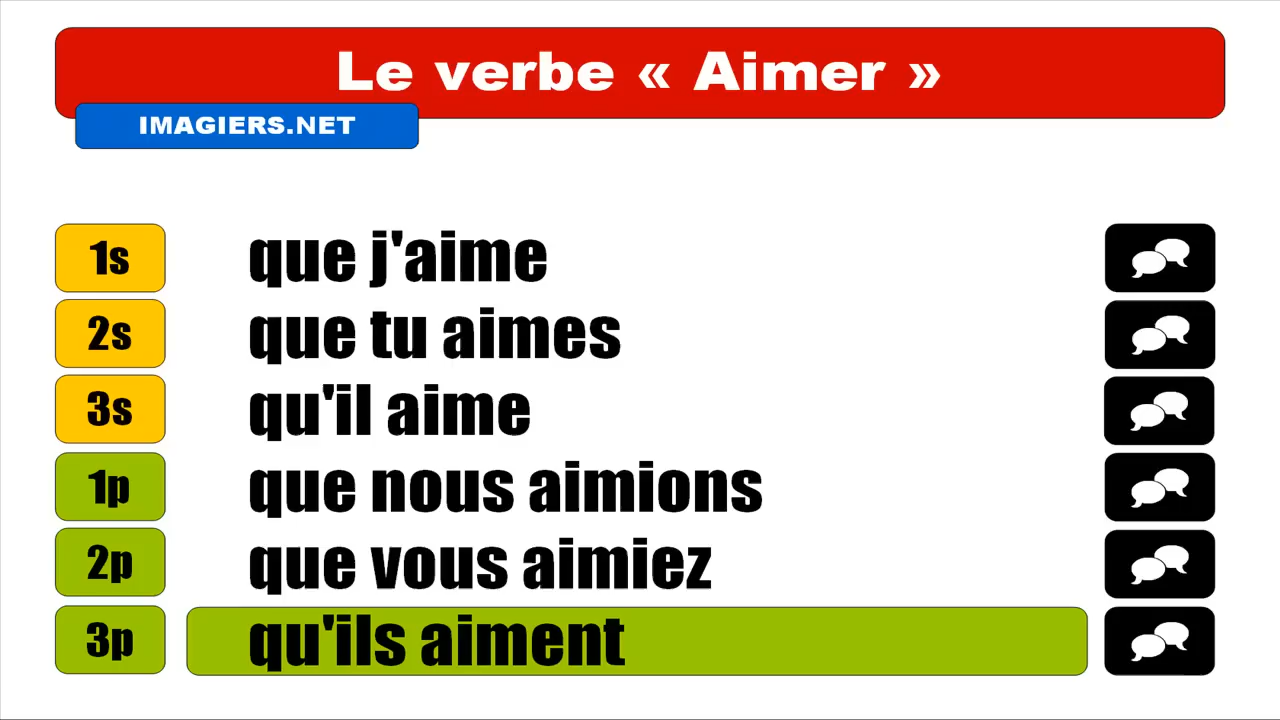 Le verbe « Aimer »
IMAGIERS.NET
1s que j'aime
2s que tu aimes
3s qu'il aime
1p que nous aimions
2p que vous aimiez
3p qu'ils aiment